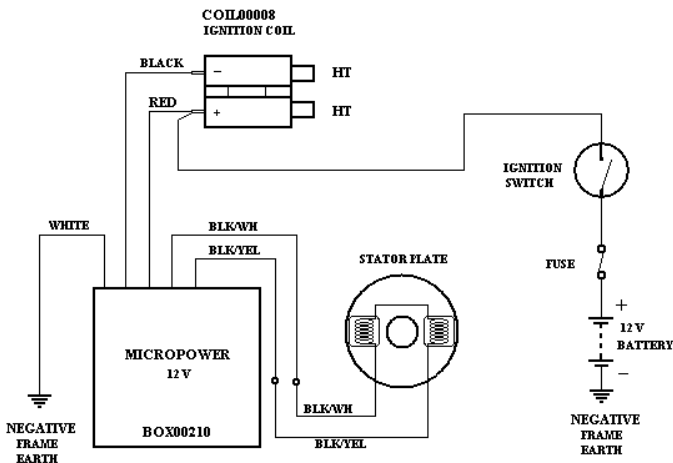 COIL00008
IGNITION COIL
BLACK
−
HT
RED
+
HT
IGNITION
SWITCH
WHITE
BLK/WH
BLK/YEL
STATOR PLATE
FUSE
+
12 V
BATTERY
−
MICROPOWER
12 V
BOX00210
BLK/WH
BLK/YEL
NEGATIVE
FRAME
EARTH
NEGATIVE
FRAME
EARTH